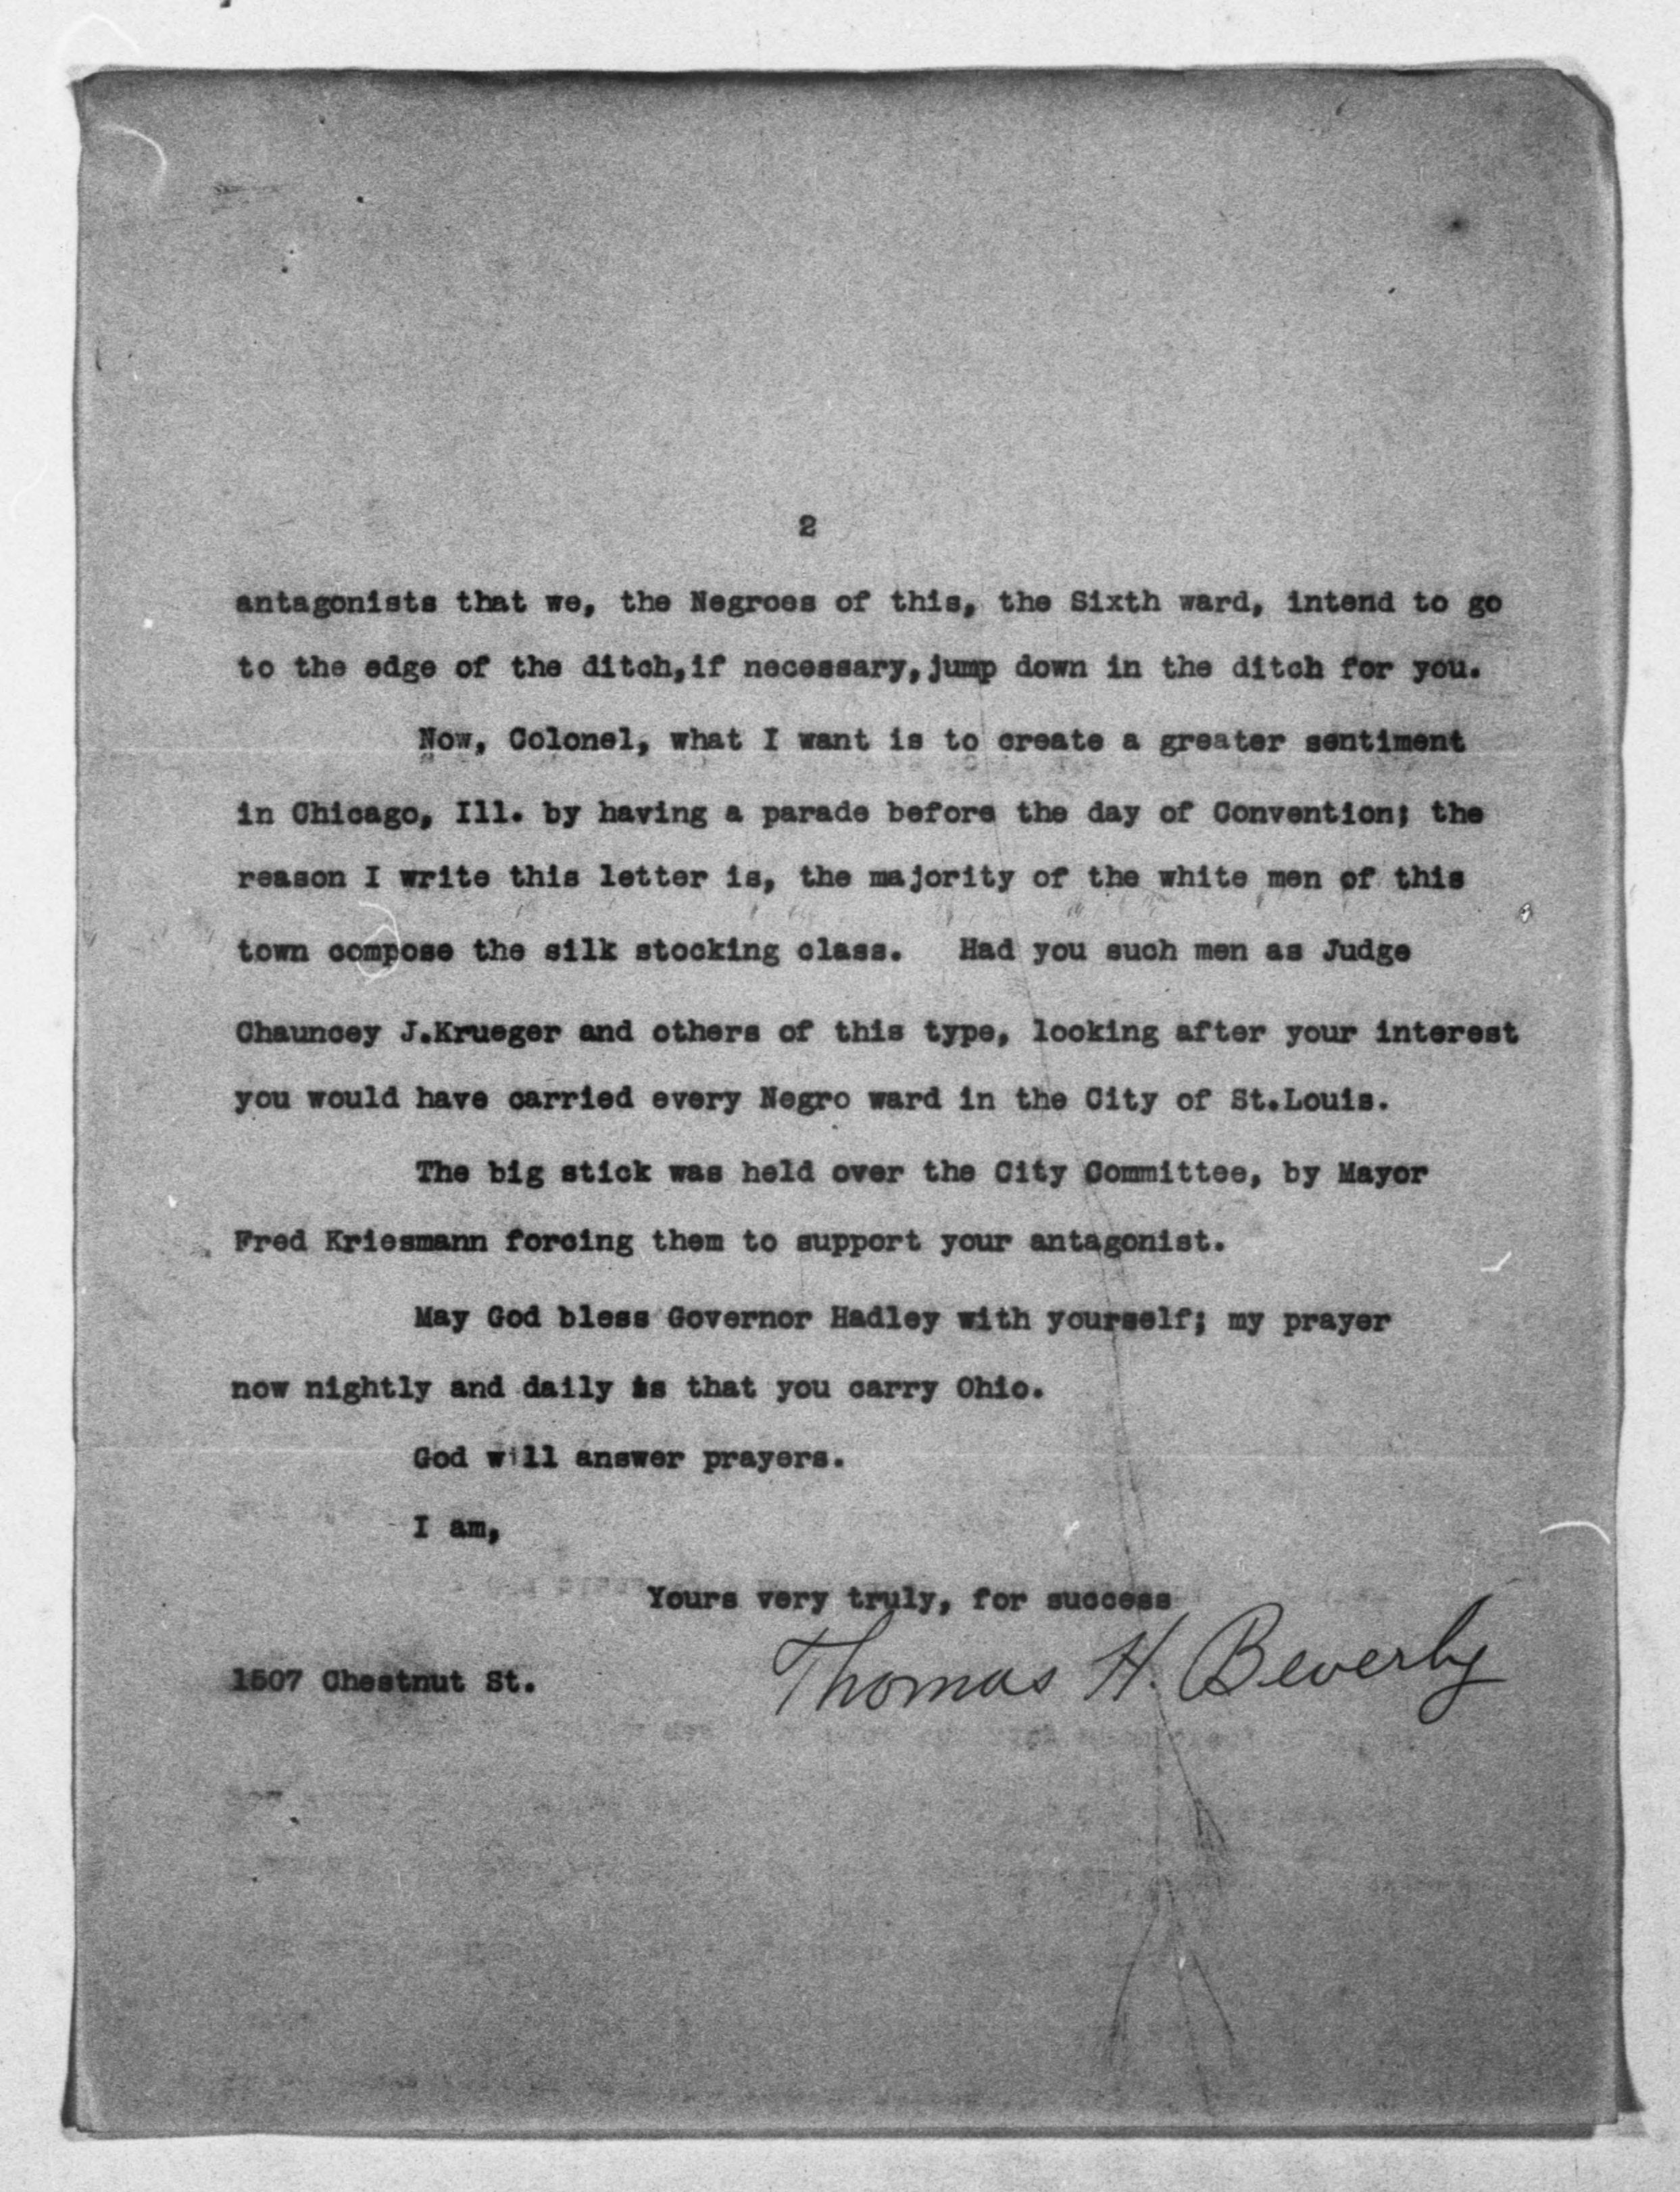 2
antagonists that we, the Negroes of this, the Sixth ward, intend to go
to the edge of the ditch,if necessary,jump down in the ditch for you.
Now, Colonel, what I want is to create a greater sentiment
in Chicago, Ill. by having a parade before the day of Convention; the
reason I write this letter is, the majority of the white men of this
town compose the silk stocking class. Had you such men as Judge
Chauncey J.Krueger and others of this type, looking after your interest
you would have carried every Negro ward in the City of St.Louis.
The big stick was held over the City Committee, by Mayor
Fred Kriesmann forcing them to support your antagonist.
May God bless Governor Hadley with yourself; my prayer
now nightly and daily is that you carry Ohio.
God will answer prayers.
I am,
Yours very truly, for success
Thomas H. Beverly
1507 Chestnut St.